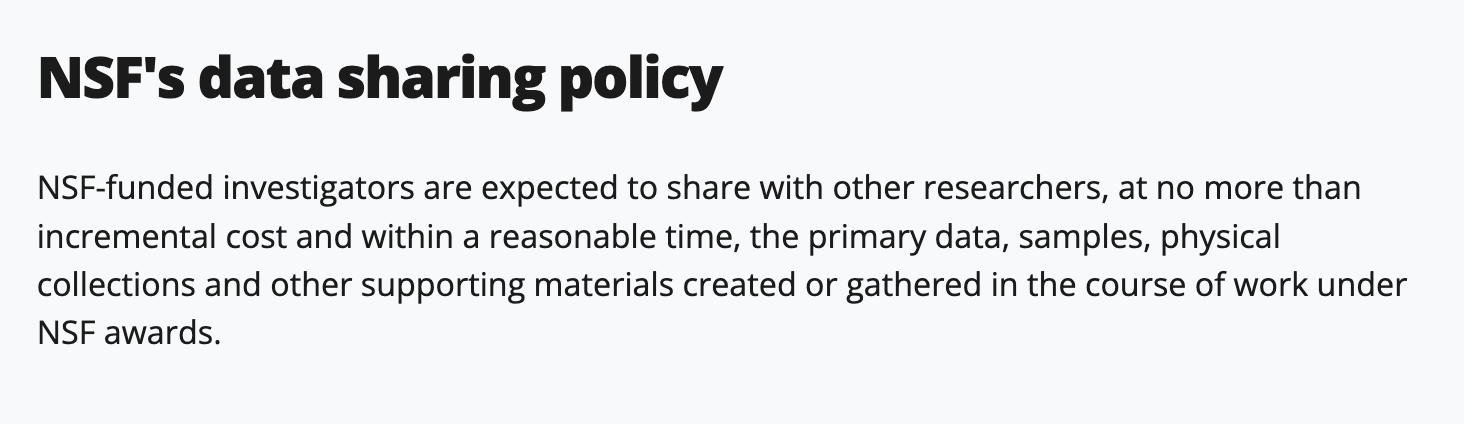 NSF's data sharing policy
NSF-funded investigators are expected to share with other researchers, at no more than
incremental cost and within a reasonable time, the primary data, samples, physical
collections and other supporting materials created or gathered in the course of work under
NSF awards.